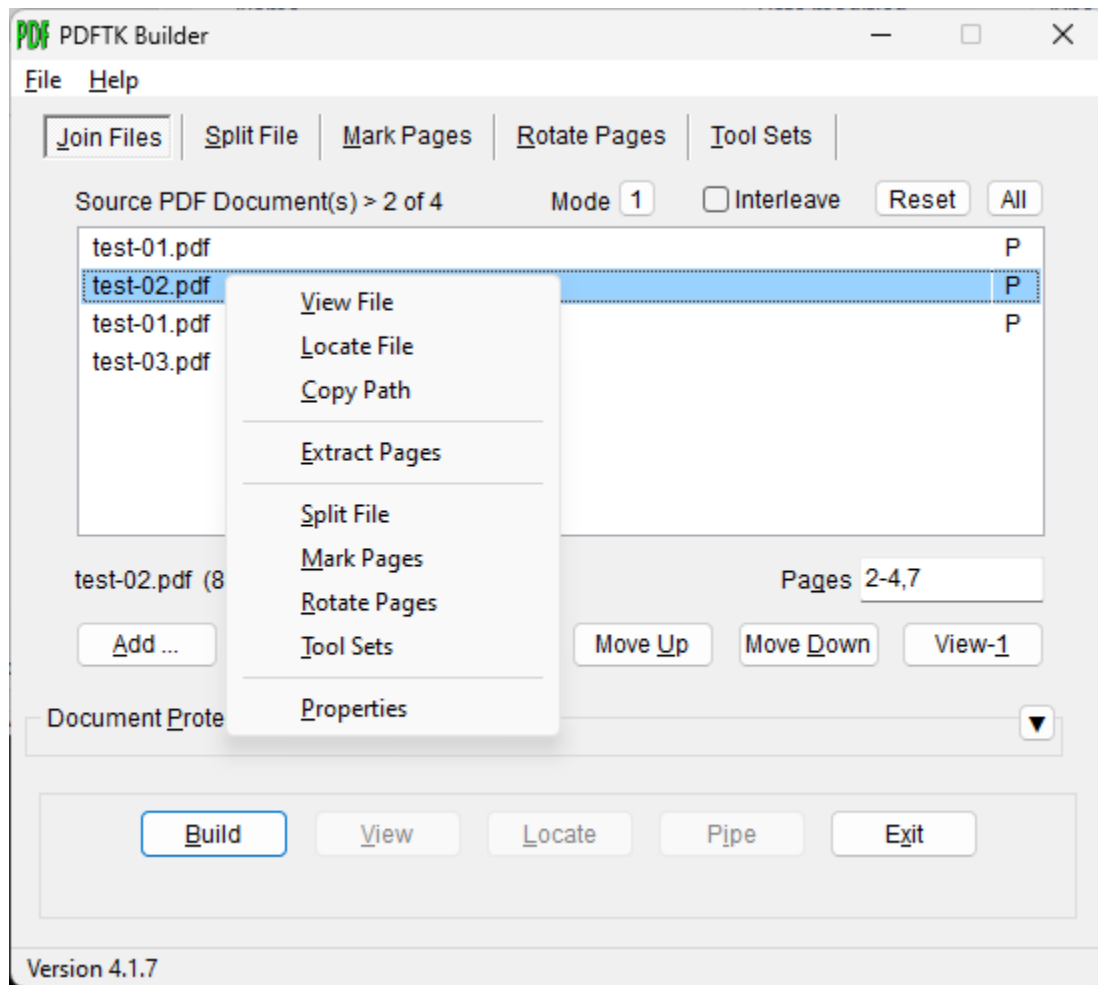 PDF PDFTK Builder
File Help
Join Files Split File Mark Pages Rotate Pages Tool Sets
Source PDF Document(s) > 2 of 4 Mode 1 Interleave Reset All
test-01.pdf P
test-02.pdf P
test-01.pdf P
test-03.pdf
View File
Locate File
Copy Path
Extract Pages
Split File
Mark Pages
Rotate Pages
Tool Sets
Properties
test-02.pdf (8 Pages 2-4,7
Add ... Move Up Move Down View-1
Document Prote
Build View Locate Pipe Exit
Version 4.1.7